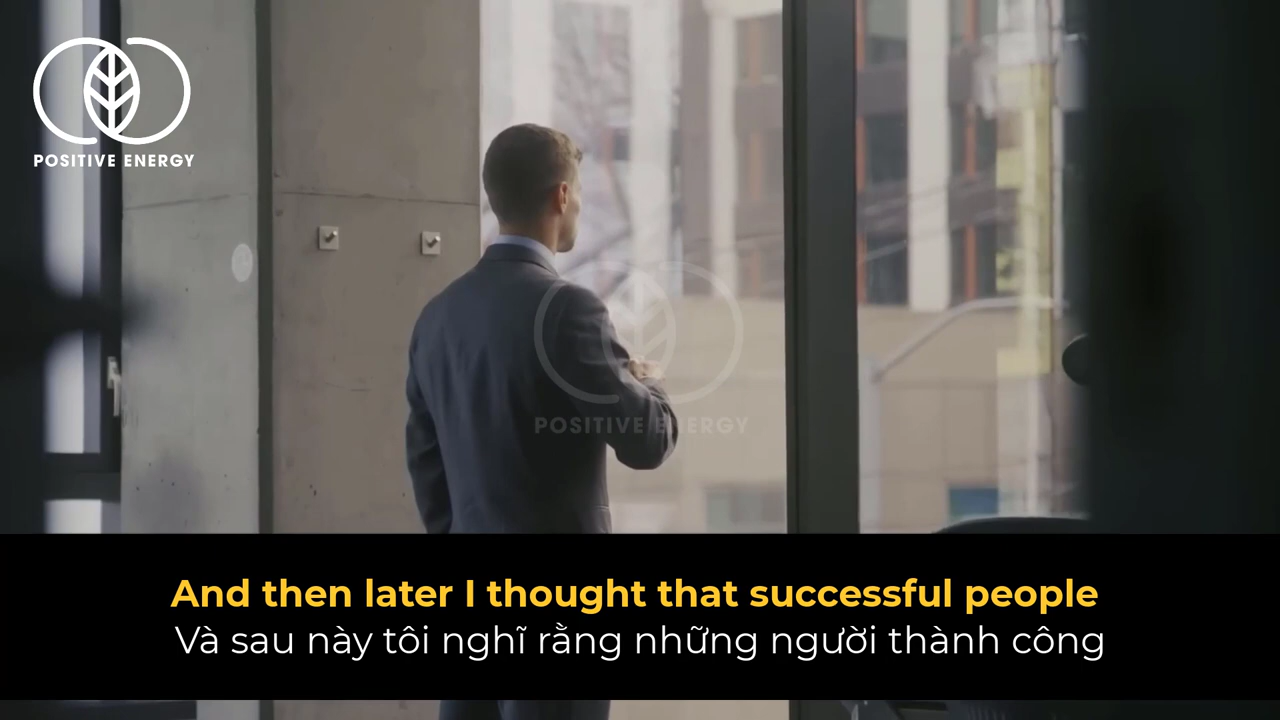 POSITIVE ENERGY
POSITIVE ENERGY
And then later I thought that successful people
Và sau này tôi nghĩ rằng những người thành công